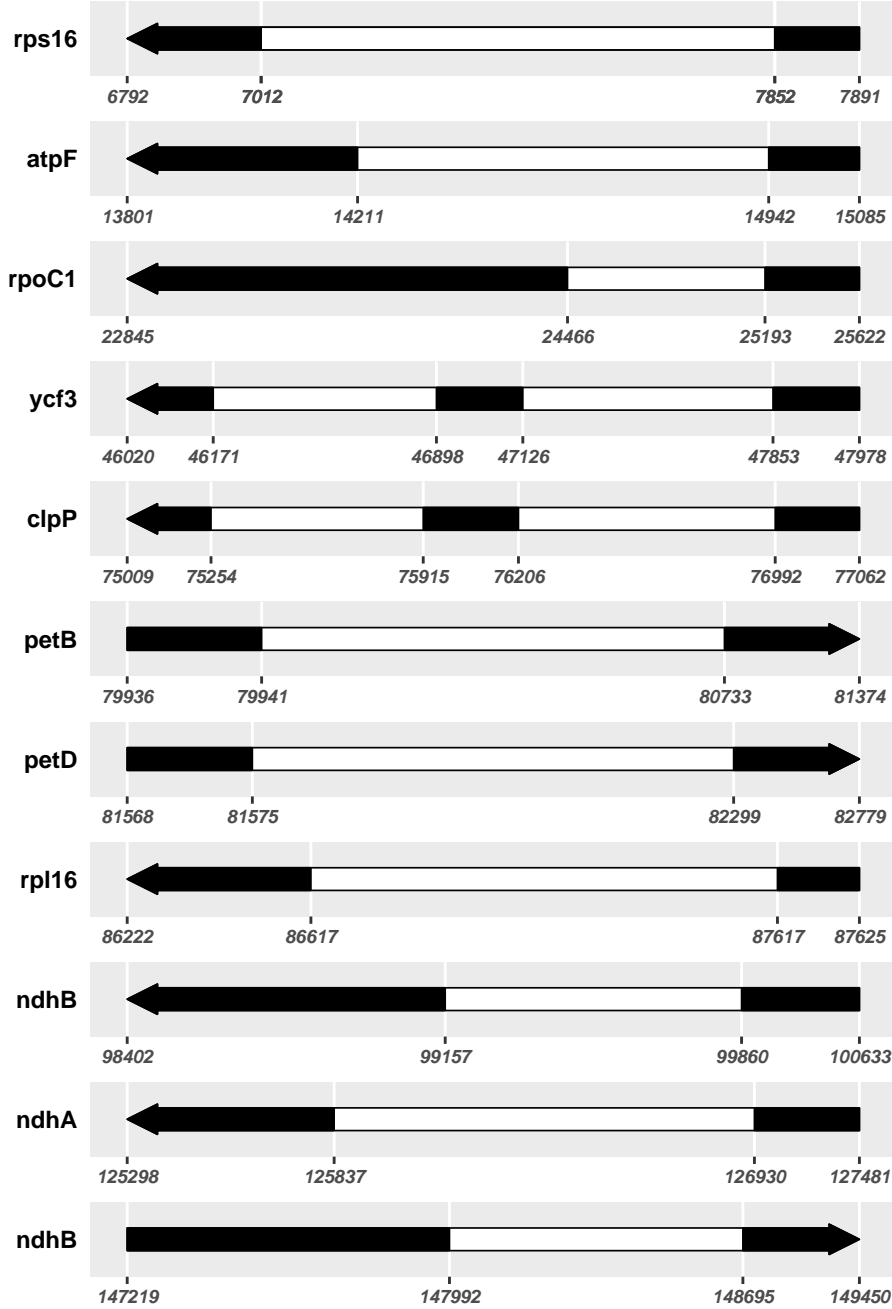 rps16
6792 7012 7852 7891
atpF
13801 14211 14942 15085
rpoC1
22845 24466 25193 25622
ycf3
46020 46171 46898 47126 47853 47978
clpP
75009 75254 75915 76206 76992 77062
petB
79936 79941 80733 81374
petD
81568 81575 82299 82779
rpl16
86222 86617 87617 87625
ndhB
98402 99157 99860 100633
ndhA
125298 125837 126930 127481
ndhB
147219 147992 148695 149450